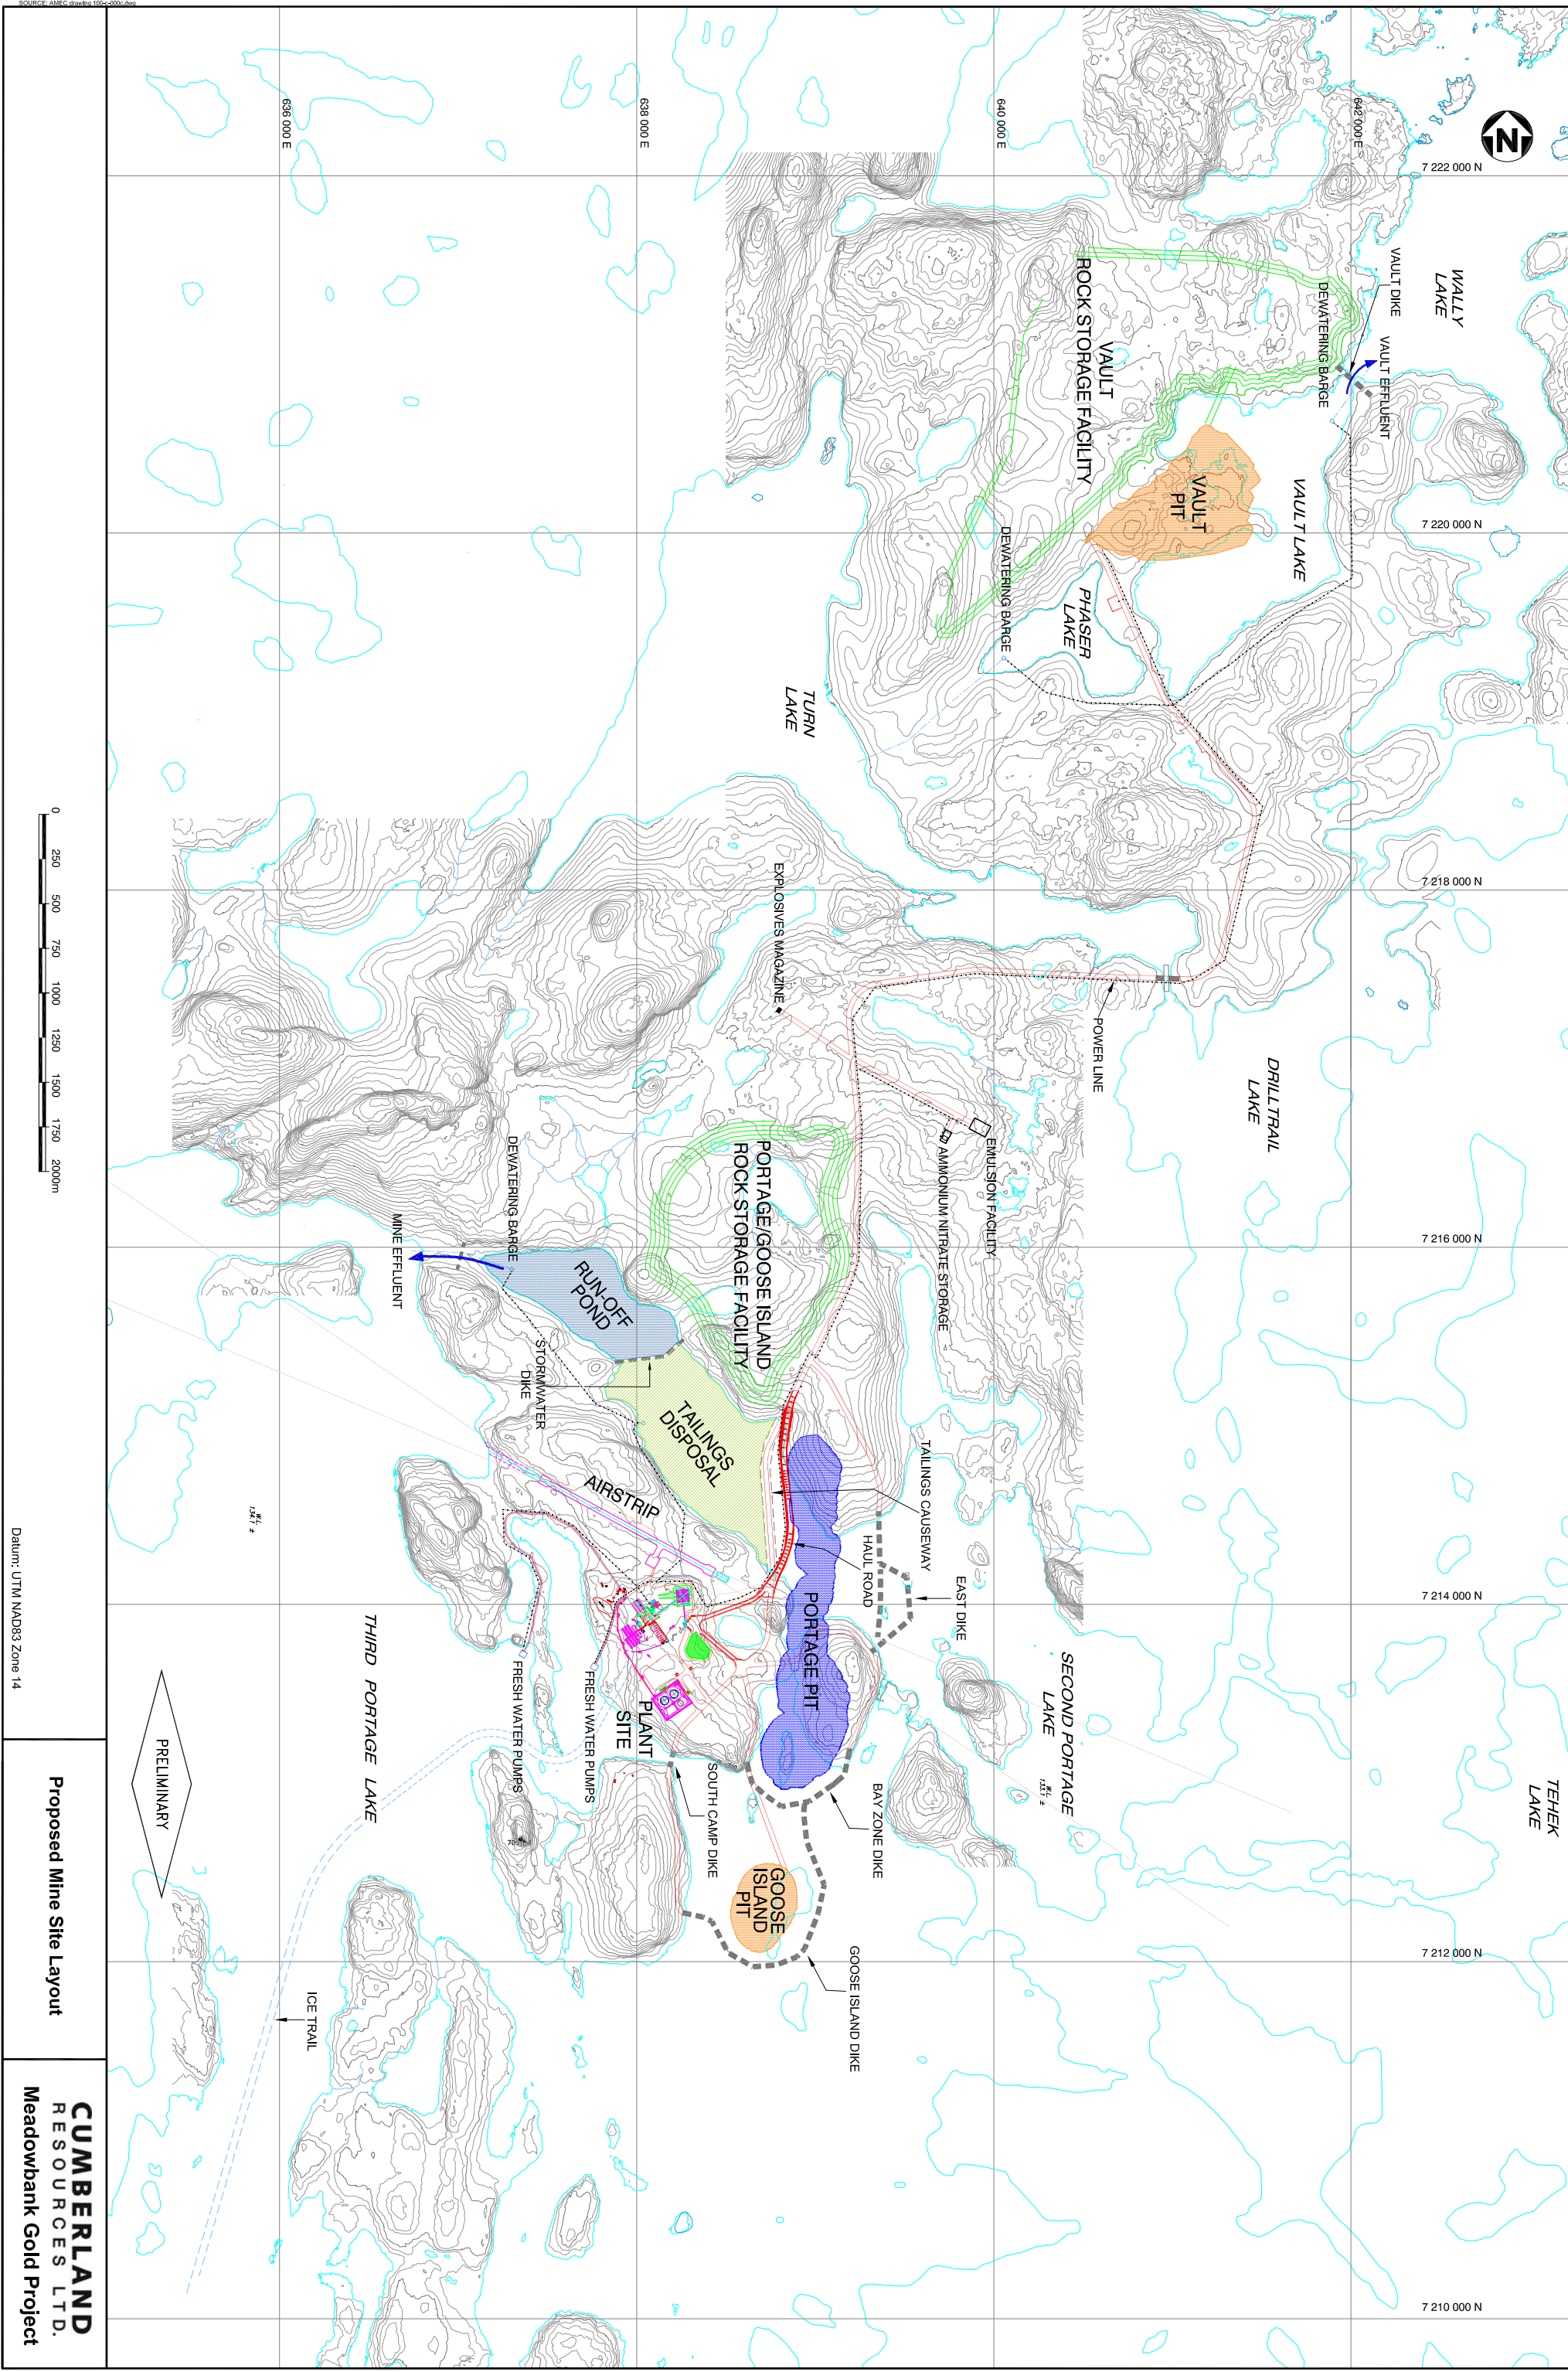 SOURCE: AMEC drawing 100-c-000c.dwg
N
636 000 E
638 000 E
640 000 E
642 000 E
7 222 000 N
7 220 000 N
7 218 000 N
7 216 000 N
7 214 000 N
7 212 000 N
7 210 000 N
WALLY
LAKE
VAULT DIKE
VAULT EFFLUENT
DEWATERING BARGE
VAULT
ROCK STORAGE FACILITY
VAULT
PIT
VAULT LAKE
DEWATERING BARGE
PHASER
LAKE
TURN
LAKE
EXPLOSIVES MAGAZINE
POWER LINE
DRILLTRAIL
LAKE
EMULSION FACILITY
AMMONIUM NITRATE STORAGE
PORTAGE/GOOSE ISLAND
ROCK STORAGE FACILITY
DEWATERING BARGE
MINE EFFLUENT
RUN-OFF
POND
STORMWATER
DIKE
TAILINGS
DISPOSAL
AIRSTRIP
TAILINGS CAUSEWAY
HAUL ROAD
EAST DIKE
PORTAGE PIT
SECOND PORTAGE
LAKE
W.L.
133.1 ±
TEHEK
LAKE
W.L.
134.1 ±
THIRD PORTAGE LAKE
FRESH WATER PUMPS
FRESH WATER PUMPS
PLANT
SITE
SOUTH CAMP DIKE
BAY ZONE DIKE
GOOSE
ISLAND
PIT
GOOSE ISLAND DIKE
ICE TRAIL
PRELIMINARY
0 250 500 750 1000 1250 1500 1750 2000m
Datum: UTM NAD83 Zone 14
Proposed Mine Site Layout
CUMBERLAND
RESOURCES LTD.
Meadowbank Gold Project